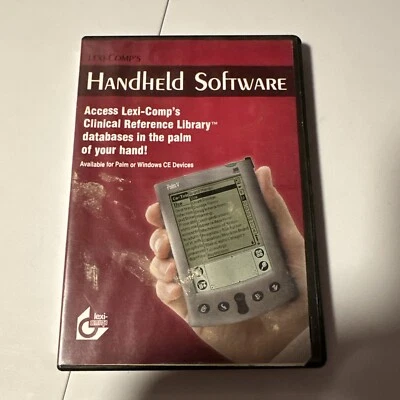 LEXI-COMP'S
HANDHELD SOFTWARE
Access Lexi-Comp's
Clinical Reference Library™
databases in the palm
of your hand!
Available for Palm or Windows CE Devices
Palm V
lexi-
comp